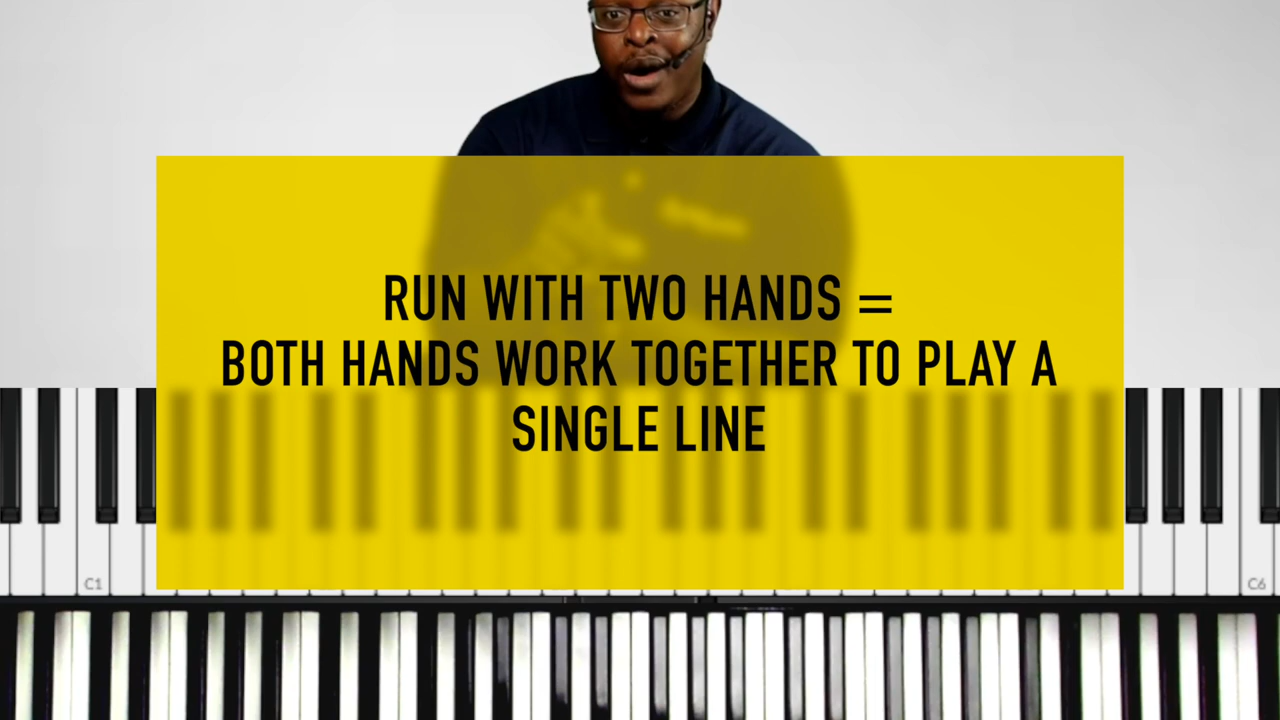 RUN WITH TWO HANDS =
BOTH HANDS WORK TOGETHER TO PLAY A
SINGLE LINE
C1
C6